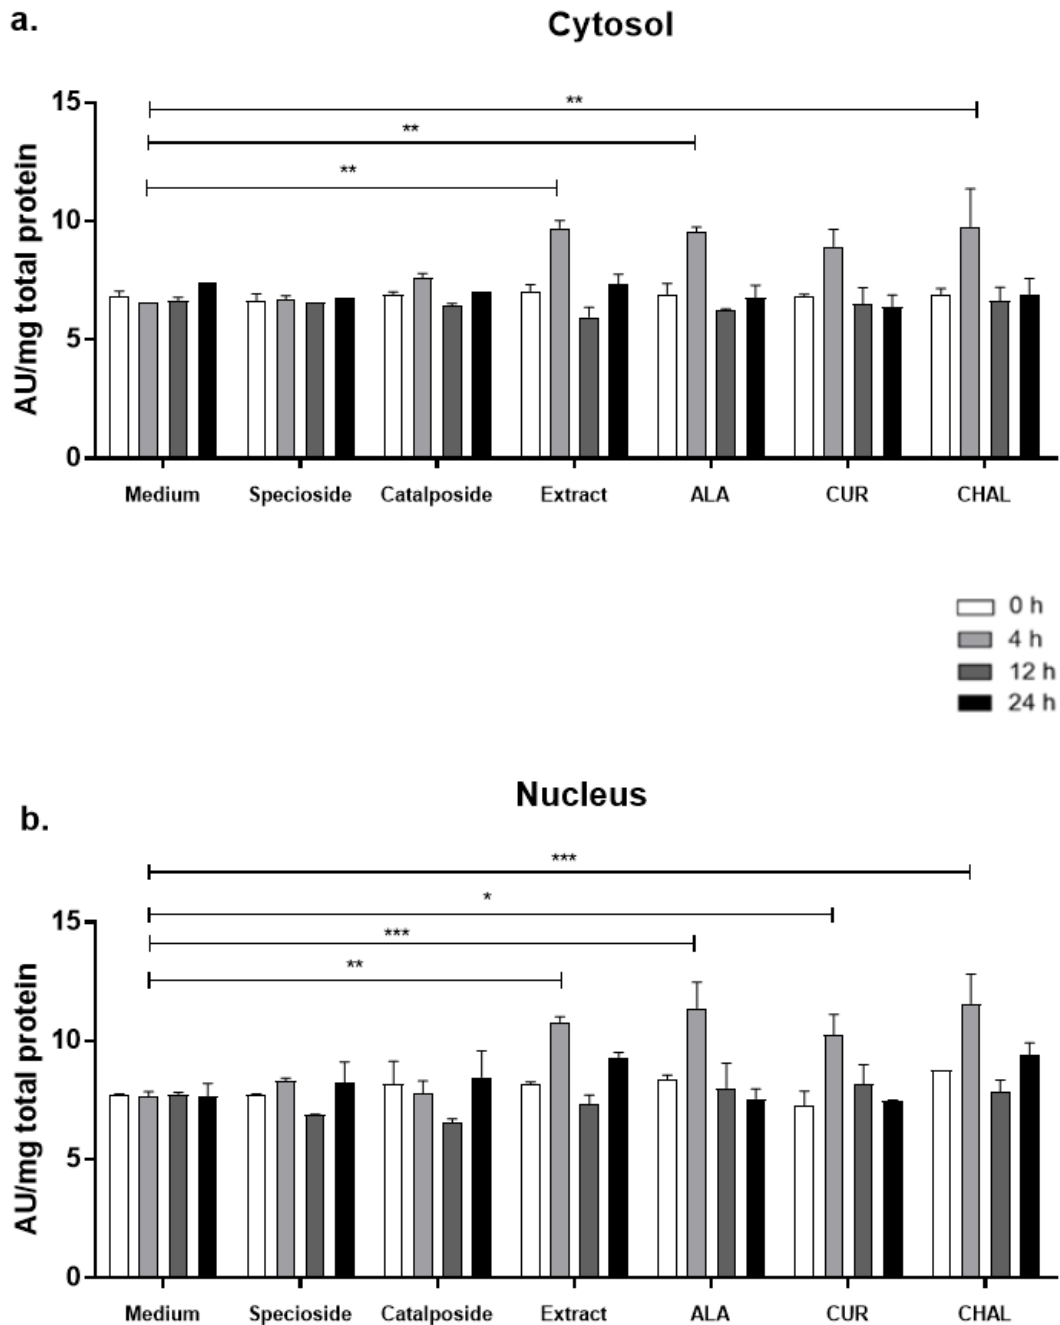 a.
Cytosol
AU/mg total protein
15
10
5
0
**
**
**
Medium Specioside Catalposide Extract ALA CUR CHAL
0 h
4 h
12 h
24 h
b.
Nucleus
AU/mg total protein
15
10
5
0
***
*
***
**
Medium Specioside Catalposide Extract ALA CUR CHAL